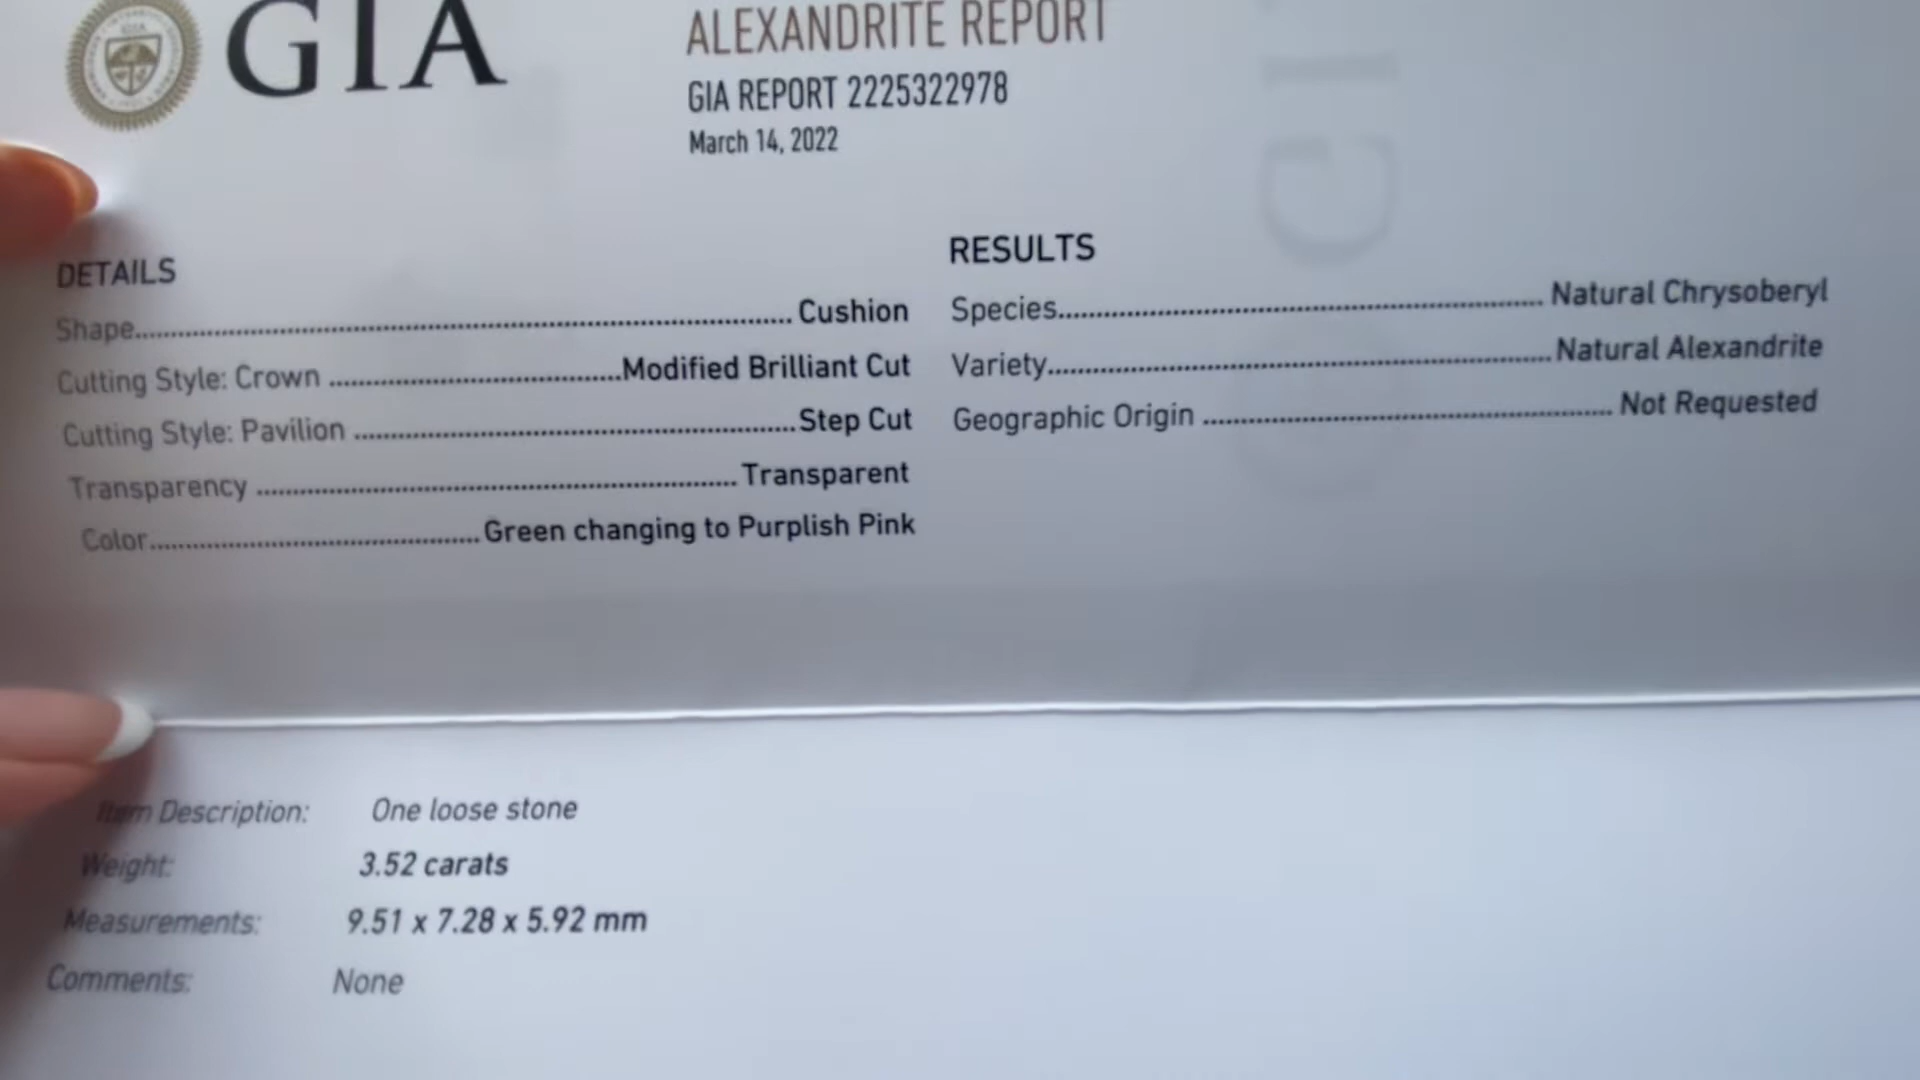 GIA
ALEXANDRITE REPORT
GIA REPORT 2225322978
March 14, 2022
DETAILS
Shape Cushion
Cutting Style: Crown Modified Brilliant Cut
Cutting Style: Pavilion Step Cut
Transparency Transparent
Color Green changing to Purplish Pink
RESULTS
Species Natural Chrysoberyl
Variety Natural Alexandrite
Geographic Origin Not Requested
Item Description: One loose stone
Weight: 3.52 carats
Measurements: 9.51 x 7.28 x 5.92 mm
Comments: None